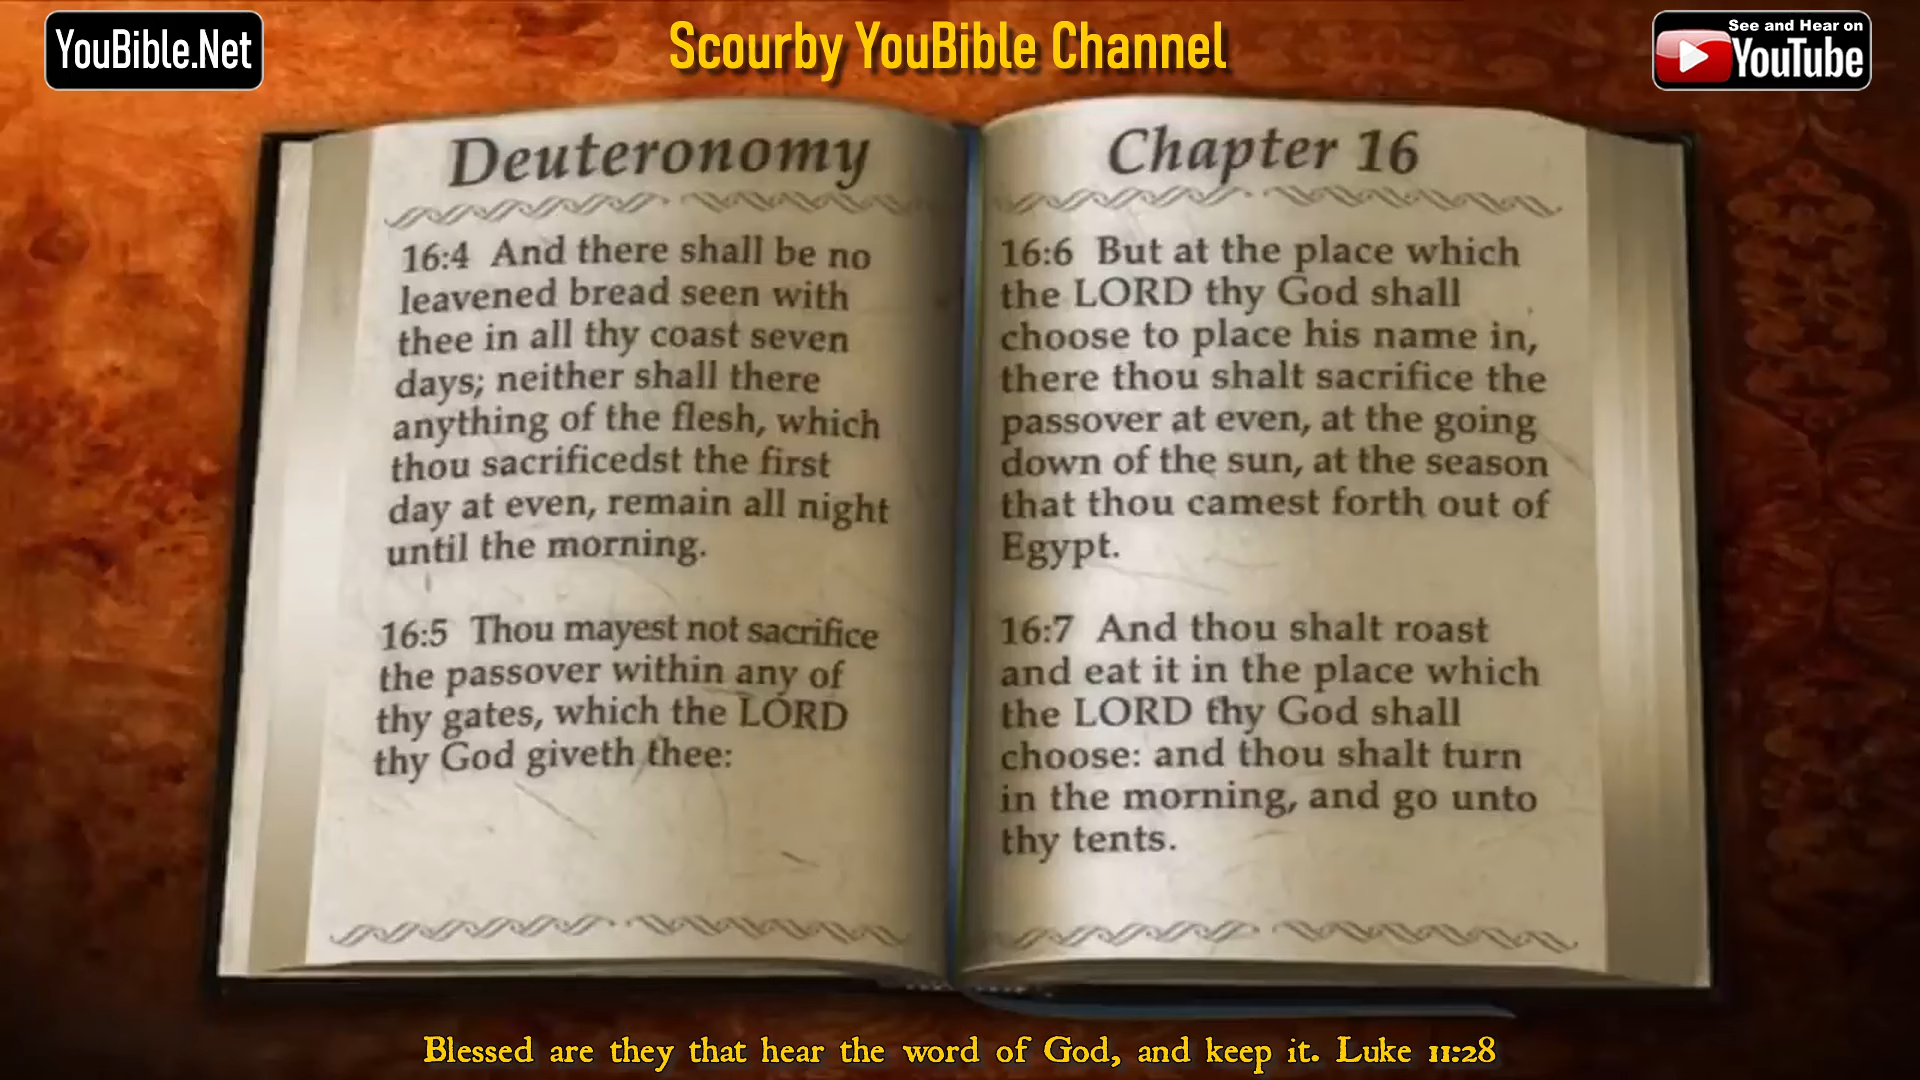 YouBible.Net
Scourby YouBible Channel
See and Hear on
YouTube
Deuteronomy
16:4 And there shall be no
leavened bread seen with
thee in all thy coast seven
days; neither shall there
anything of the flesh, which
thou sacrificedst the first
day at even, remain all night
until the morning.
16:5 Thou mayest not sacrifice
the passover within any of
thy gates, which the LORD
thy God giveth thee:
Chapter 16
16:6 But at the place which
the LORD thy God shall
choose to place his name in,
there thou shalt sacrifice the
passover at even, at the going
down of the sun, at the season
that thou camest forth out of
Egypt.
16:7 And thou shalt roast
and eat it in the place which
the LORD thy God shall
choose: and thou shalt turn
in the morning, and go unto
thy tents.
Blessed are they that hear the word of God, and keep it. Luke 11:28